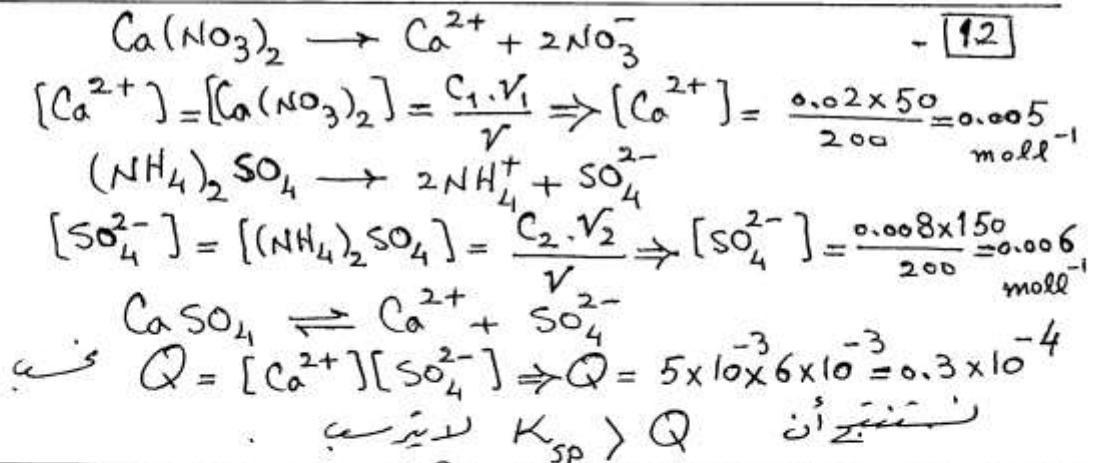 12 - Ca(NO₃)₂ → Ca²⁺ + 2NO₃⁻
[Ca²⁺] = [Ca(NO₃)₂] = C₁.V₁/V ⇒ [Ca²⁺] = 0.02×50/200 = 0.005 moll⁻¹
(NH₄)₂SO₄ → 2NH₄⁺ + SO₄²⁻
[SO₄²⁻] = [(NH₄)₂SO₄] = C₂.V₂/V ⇒ [SO₄²⁻] = 0.008×150/200 = 0.006 moll⁻¹
CaSO₄ ⇌ Ca²⁺ + SO₄²⁻
Q = [Ca²⁺][SO₄²⁻] ⇒ Q = 5×10⁻³×6×10⁻³ = 0.3×10⁻⁴
نستنتج أن Q < Ksp لا يترسب .